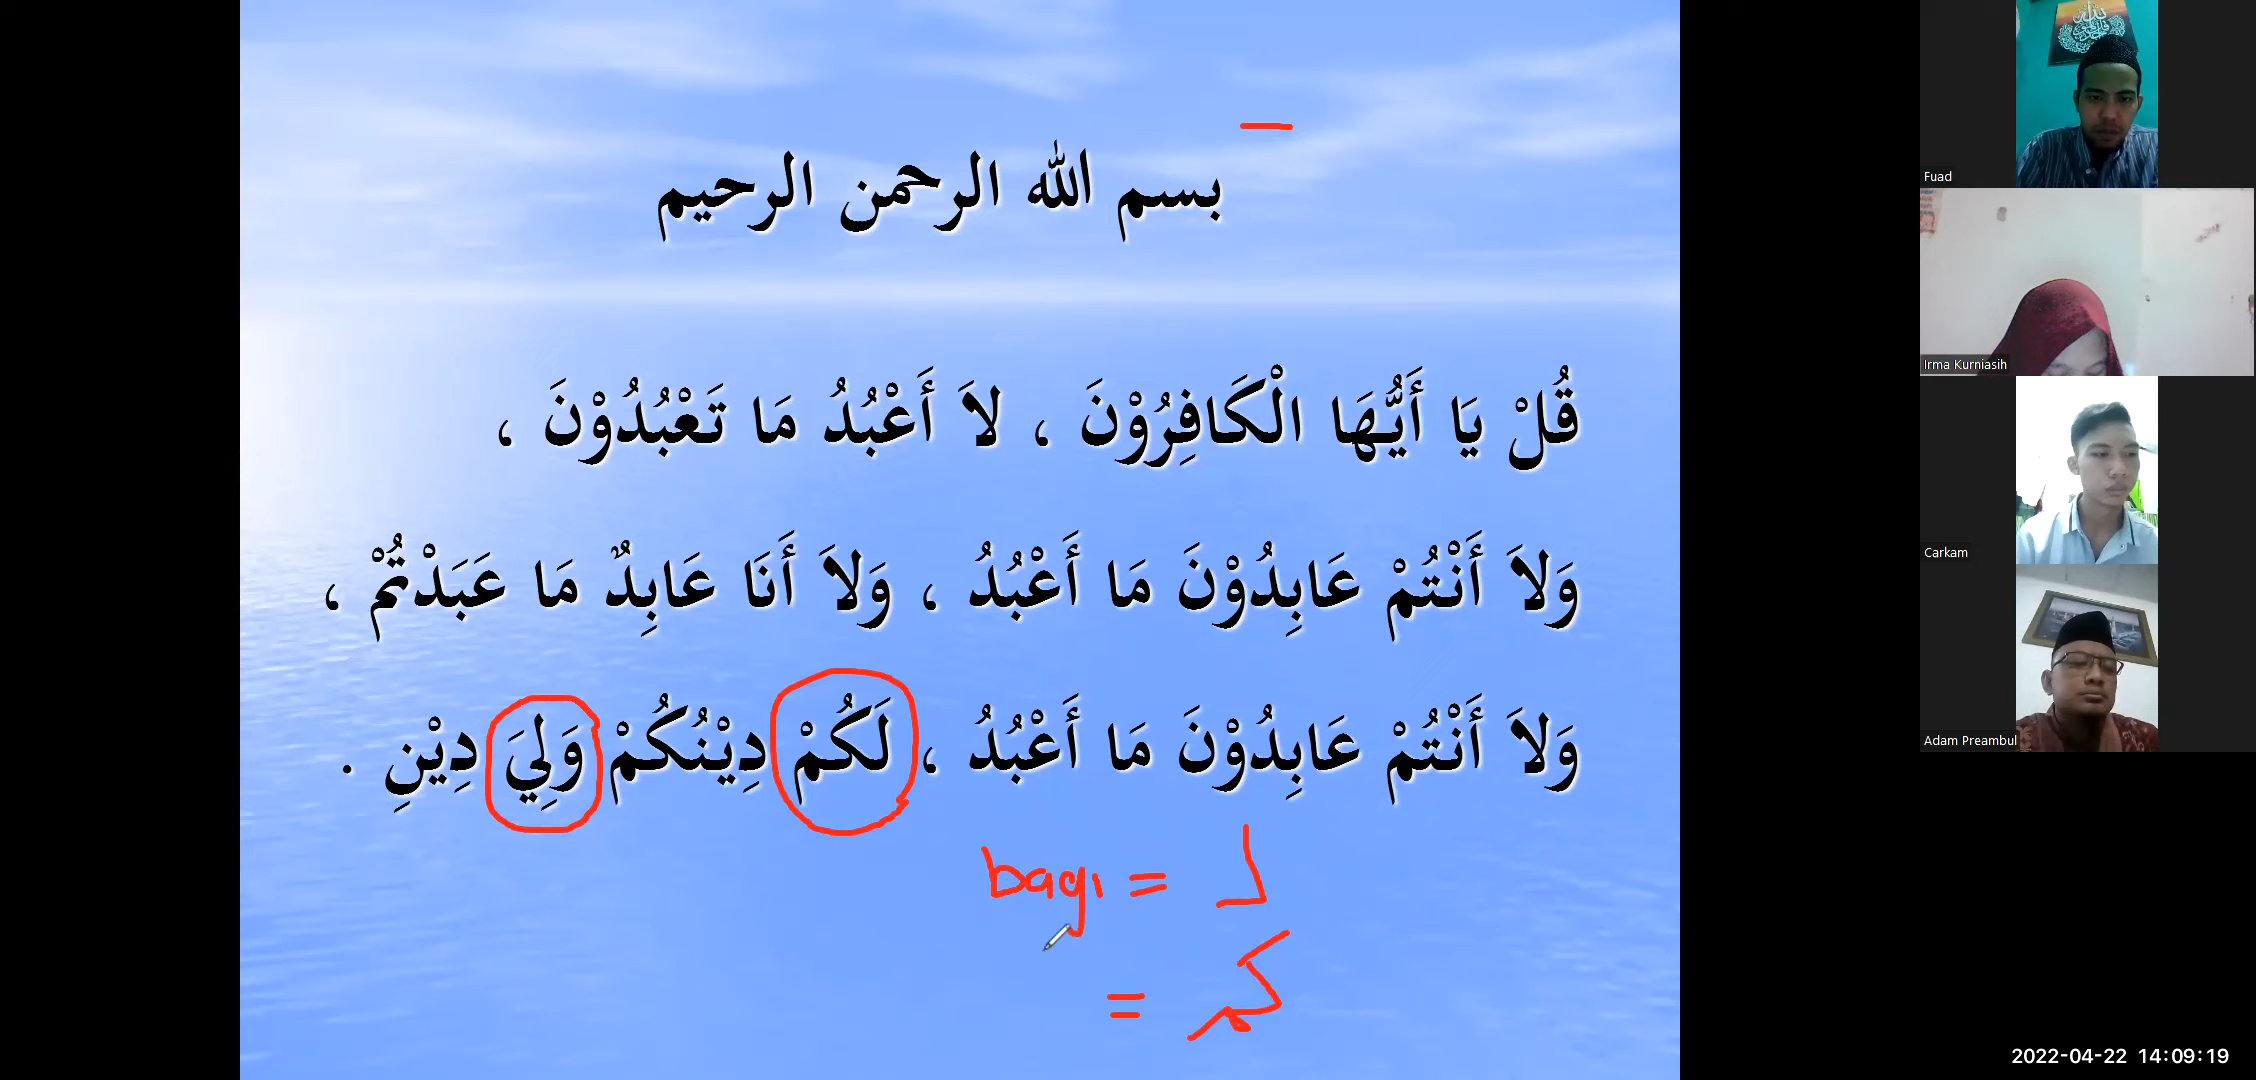 بسم الله الرحمن الرحيم
قُلْ يَا أَيُّهَا الْكَافِرُوْنَ ، لاَ أَعْبُدُ مَا تَعْبُدُوْنَ ،
وَلاَ أَنْتُمْ عَابِدُوْنَ مَا أَعْبُدُ ، وَلاَ أَنَا عَابِدٌ مَا عَبَدْتُمْ ،
وَلاَ أَنْتُمْ عَابِدُوْنَ مَا أَعْبُدُ ، لَكُمْ دِيْنُكُمْ وَلِيَ دِيْنِ .
لـ = bagi
كم =
Fuad
Irma Kurniasih
Carkam
Adam Preambul
2022-04-22 14:09:19